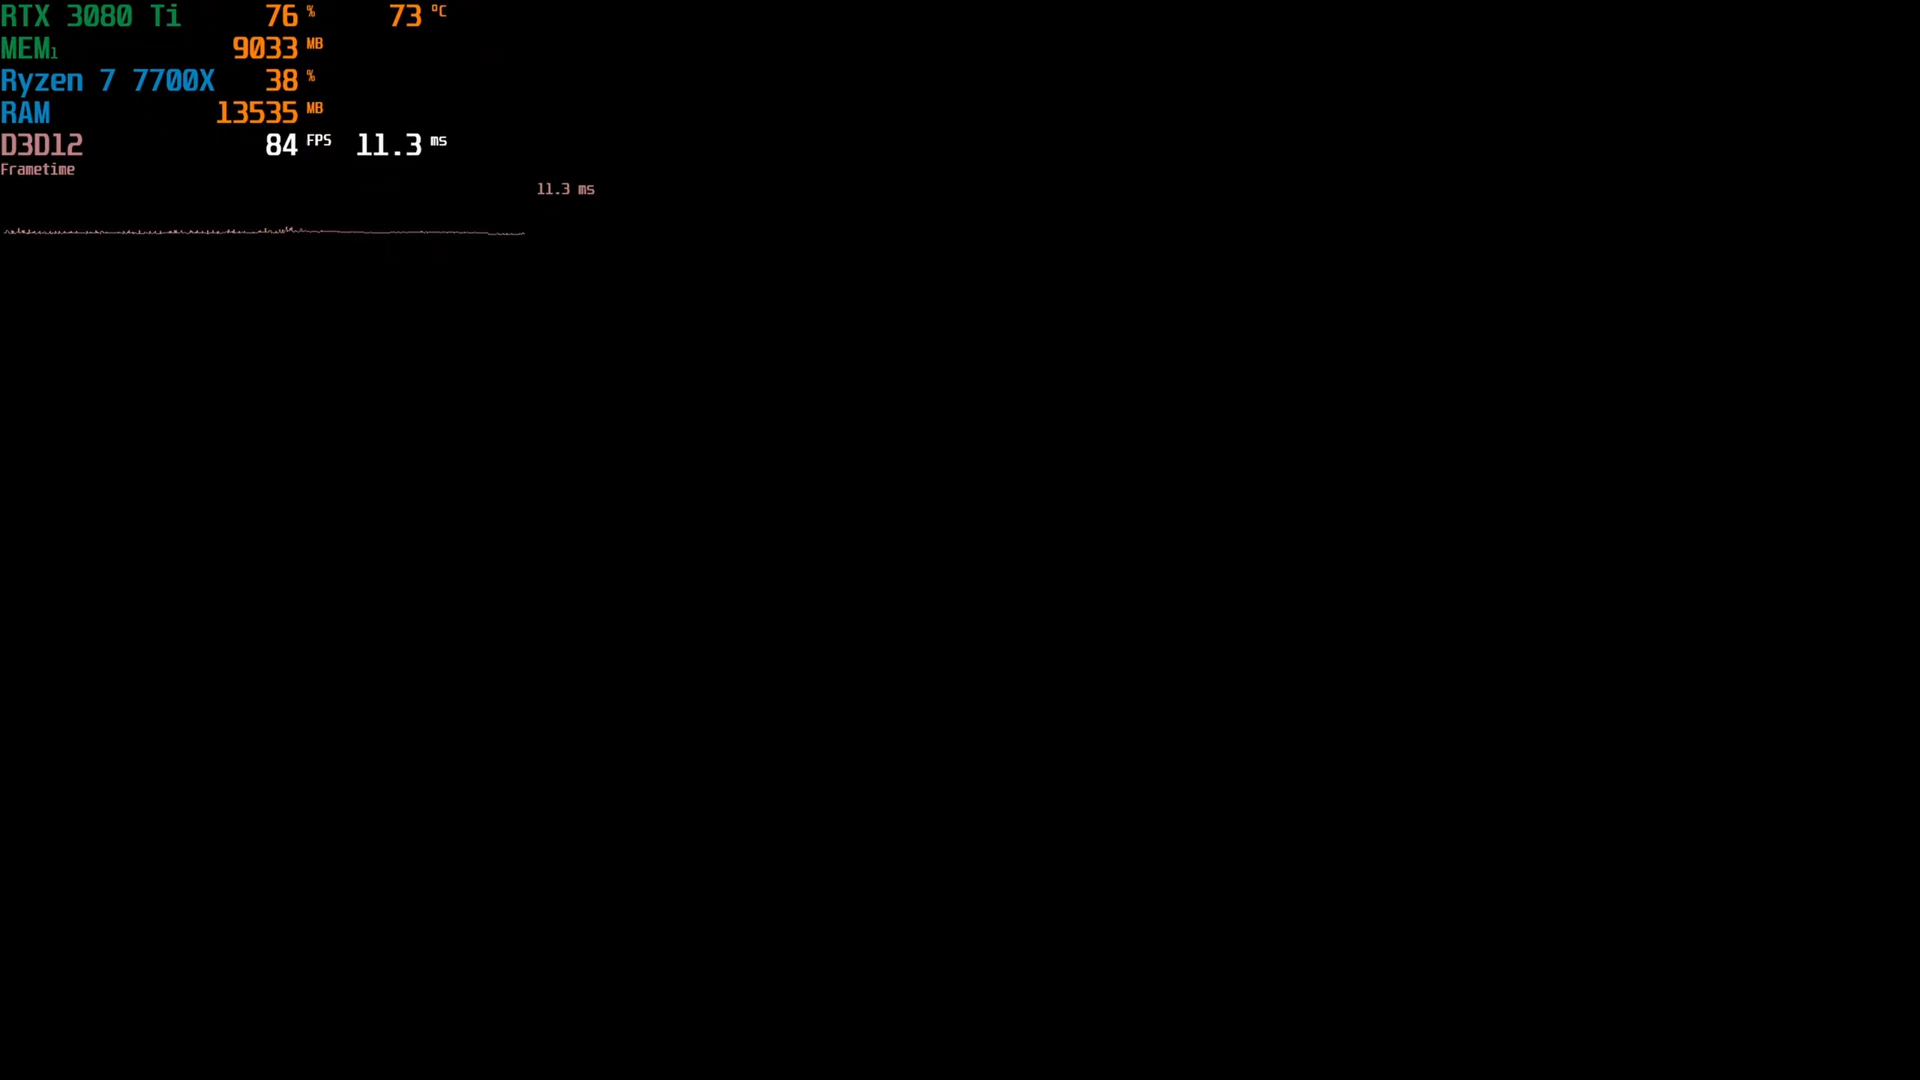 RTX 3080 Ti 76 % 73 °C
MEM1 9033 MB
Ryzen 7 7700X 38 %
RAM 13535 MB
D3D12 84 FPS 11.3 ms
Frametime
11.3 ms